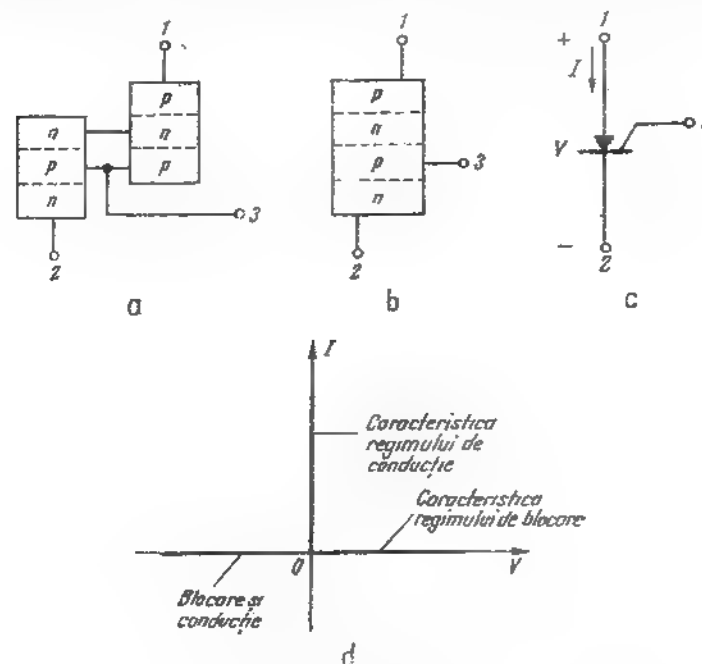 1
p
n
p
n
p
n
3
2
a
1
p
n
p
n
3
2
b
1
+
I
V
−
2
c
I
Caracteristica
regimului de
conducție
Caracteristica
regimului de blocare
0
V
Blocare și
conducție
d